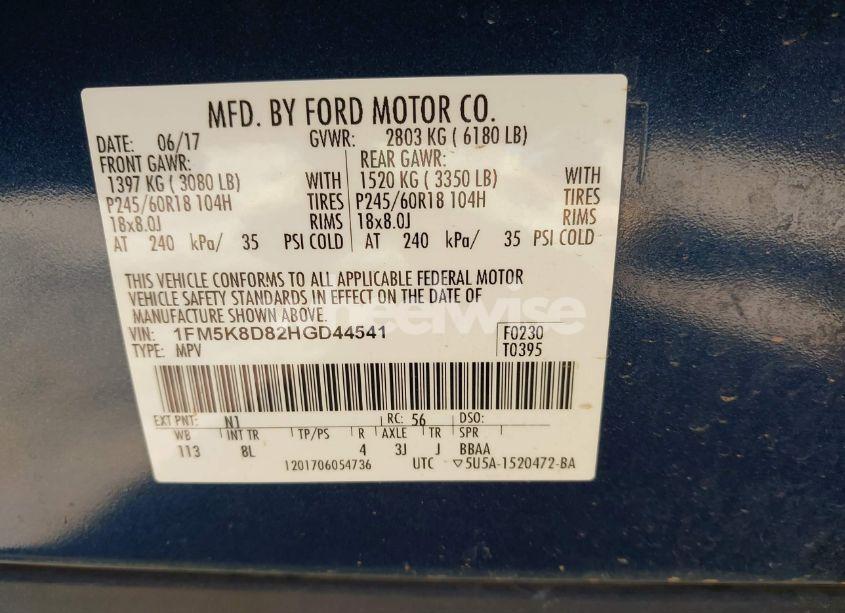 MFD. BY FORD MOTOR CO.
DATE: 06/17 GVWR: 2803 KG ( 6180 LB)
FRONT GAWR: REAR GAWR:
1397 KG ( 3080 LB) WITH 1520 KG ( 3350 LB) WITH
P245/60R18 104H TIRES P245/60R18 104H TIRES
18x8.0J RIMS 18x8.0J RIMS
AT 240 kPa/ 35 PSI COLD AT 240 kPa/ 35 PSI COLD
THIS VEHICLE CONFORMS TO ALL APPLICABLE FEDERAL MOTOR
VEHICLE SAFETY STANDARDS IN EFFECT ON THE DATE OF
MANUFACTURE SHOWN ABOVE.
VIN: 1FM5K8D82HGD44541 F0230
TYPE: MPV T0395
EXT PNT: N1 RC: 56 DSO:
WB INT TR TP/PS R AXLE TR SPR
113 8L 4 3J J BBAA
1201706054736 UTC ▽5U5A-1520472-BA